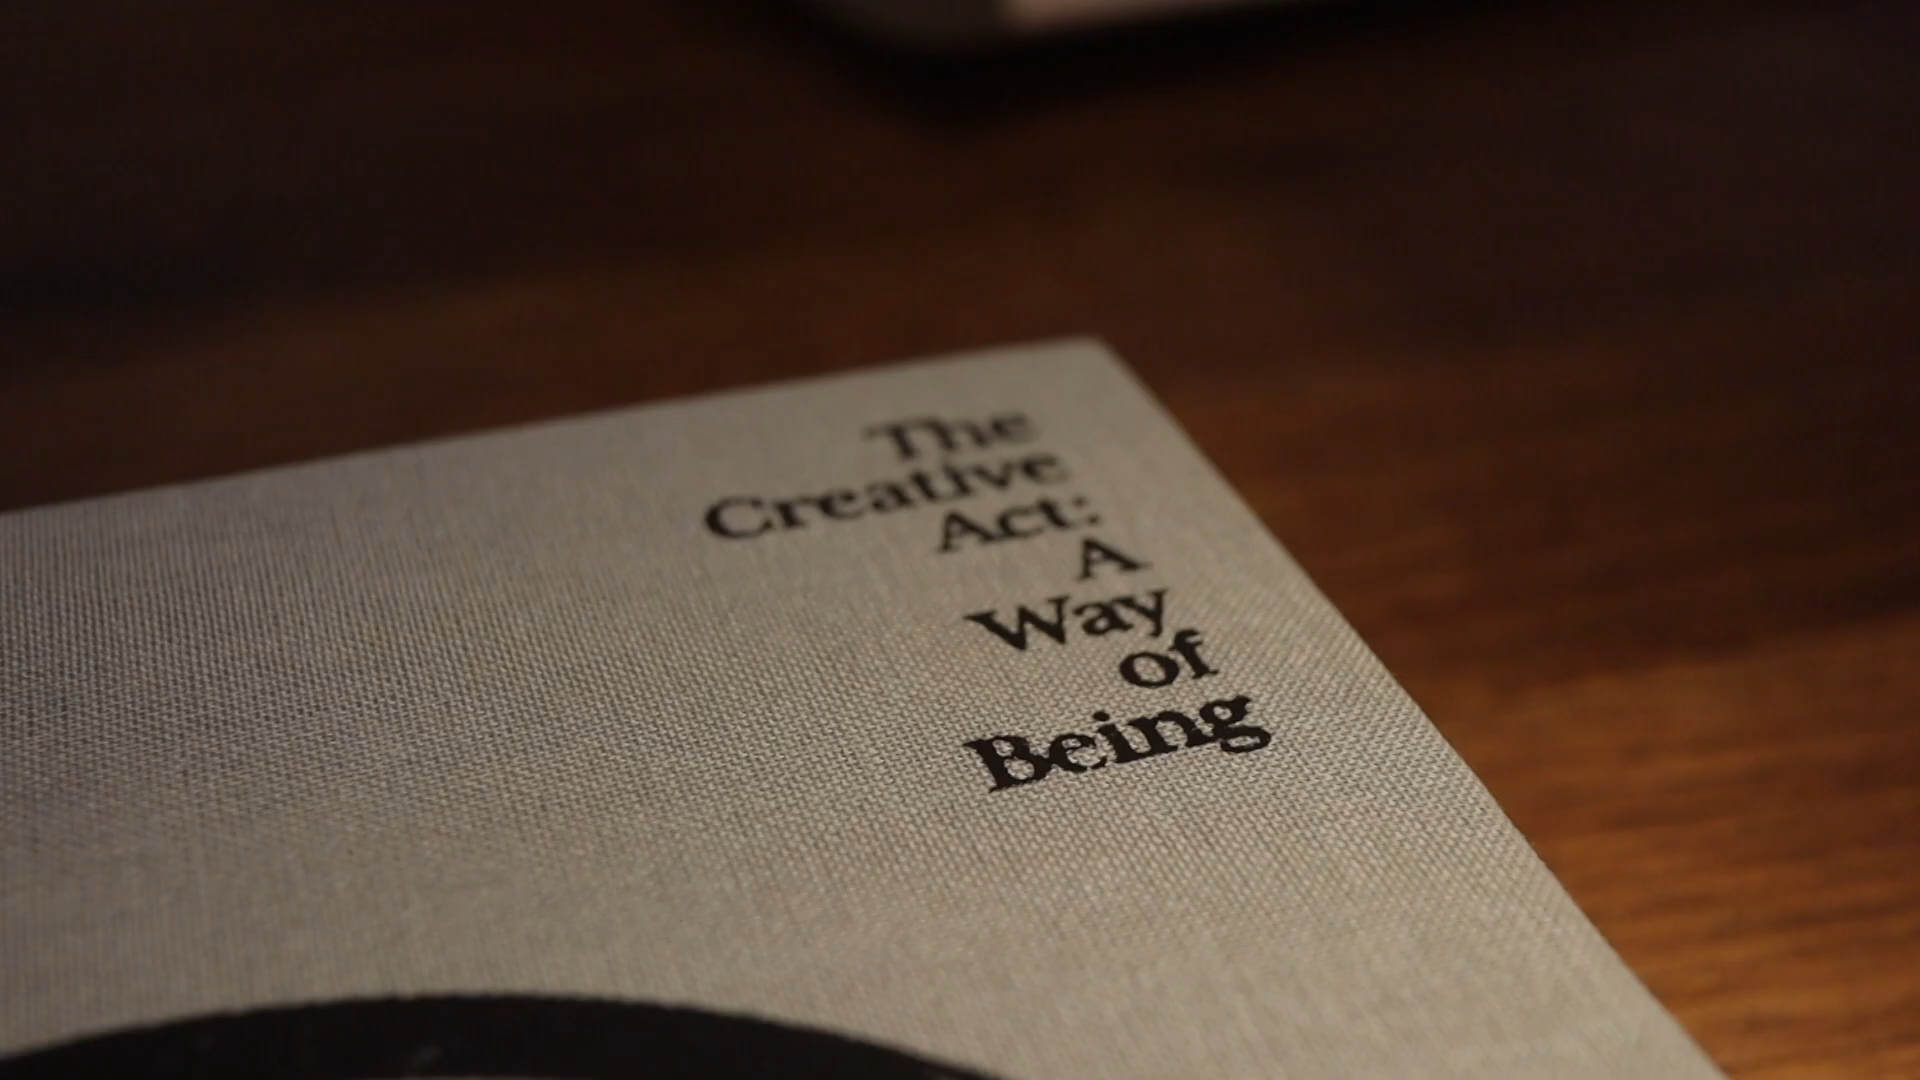 The
Creative
Act:
A
Way
of
Being